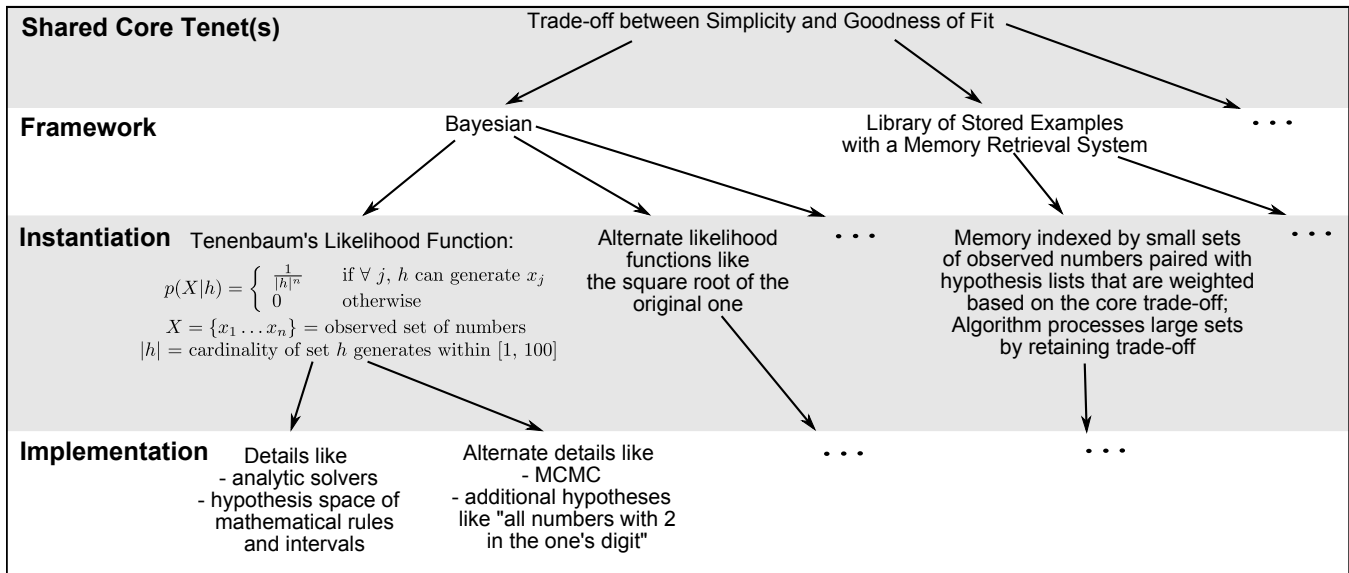 Shared Core Tenet(s)
Trade-off between Simplicity and Goodness of Fit
Framework
Bayesian
Library of Stored Examples
with a Memory Retrieval System
. . .
Instantiation
Tenenbaum's Likelihood Function:
p(X|h) = { 1/|h|^n if ∀ j, h can generate x_j
0 otherwise
X = {x_1 … x_n} = observed set of numbers
|h| = cardinality of set h generates within [1, 100]
Alternate likelihood
functions like
the square root of the
original one
. . .
Memory indexed by small sets
of observed numbers paired with
hypothesis lists that are weighted
based on the core trade-off;
Algorithm processes large sets
by retaining trade-off
. . .
Implementation
Details like
- analytic solvers
- hypothesis space of
mathematical rules
and intervals
Alternate details like
- MCMC
- additional hypotheses
like "all numbers with 2
in the one's digit"
. . .
. . .